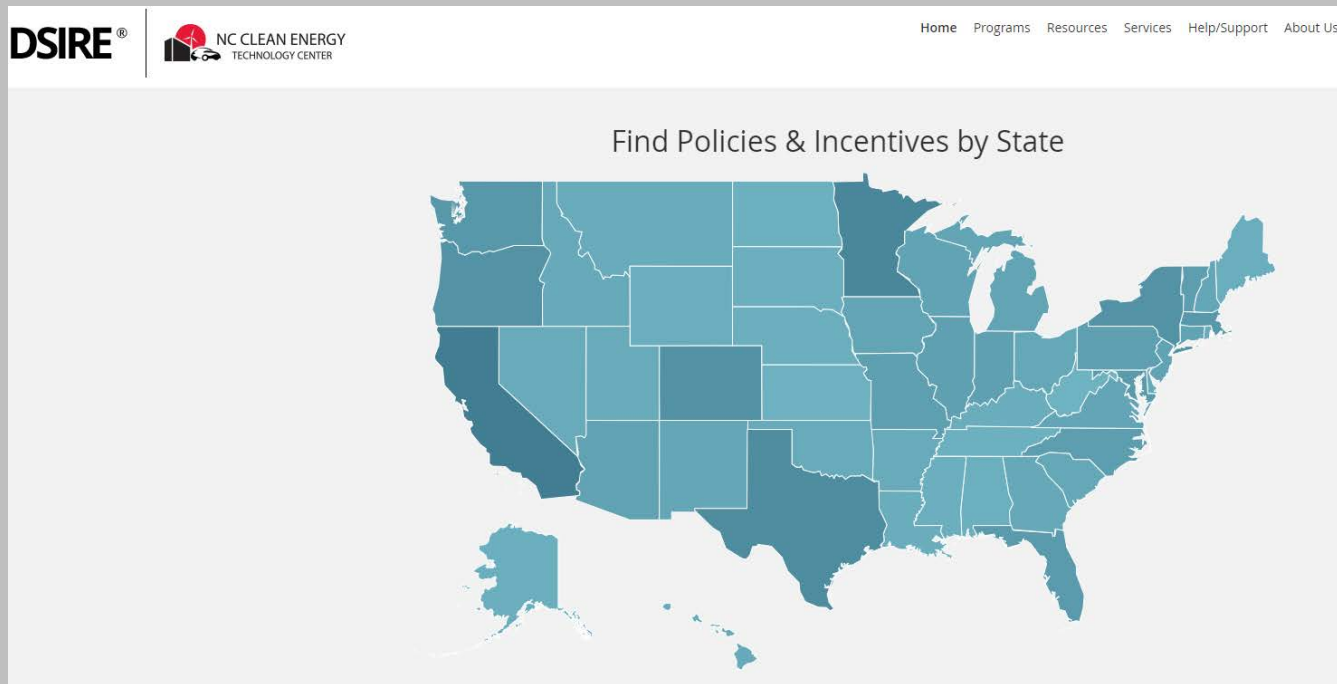 DSIRE®
NC CLEAN ENERGY
TECHNOLOGY CENTER
Home Programs Resources Services Help/Support About Us
Find Policies & Incentives by State